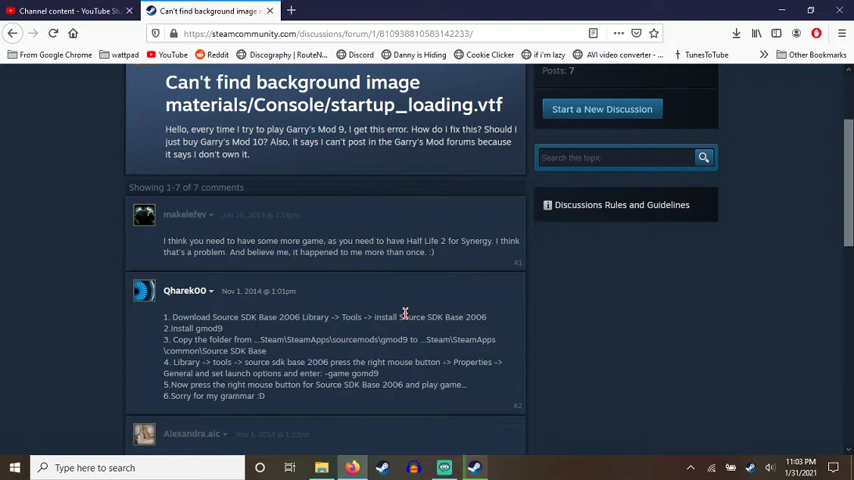 Channel content - YouTube St
Can't find background image
https://steamcommunity.com/discussions/forum/1/810938810583142233/
From Google Chrome
wattpad
YouTube
Reddit
Discography | RouteN...
Discord
Danny is Hiding
Cookie Clicker
if i'm lazy
AVI video converter -...
TunesToTube
Other Bookmarks
Can't find background image
materials/Console/startup_loading.vtf
Hello, every time I try to play Garry's Mod 9, I get this error. How do I fix this? Should I
just buy Garry's Mod 10? Also, it says I can't post in the Garry's Mod forums because
it says I don't own it.
Posts: 7
Start a New Discussion
Search this topic
Discussions Rules and Guidelines
Showing 1-7 of 7 comments
makelefev
2014 @ 2:14pm
I think you need to have some more game, as you need to have Half Life 2 for Synergy. I think
that's a problem. And believe me, it happened to me more than once. :)
#1
Qharek00
Nov 1, 2014 @ 1:01pm
1. Download Source SDK Base 2006 Library -> Tools -> install Source SDK Base 2006
2.Install gmod9
3. Copy the folder from ...Steam\SteamApps\sourcemods\gmod9 to ...Steam\SteamApps
\common\Source SDK Base
4. Library -> tools -> source sdk base 2006 press the right mouse button -> Properties ->
General and set launch options and enter: -game gomd9
5.Now press the right mouse button for Source SDK Base 2006 and play game...
6.Sorry for my grammar :D
#2
Alexandra.aic
Nov 1, 2014 @ 1:23pm
Type here to search
11:03 PM
1/31/2021